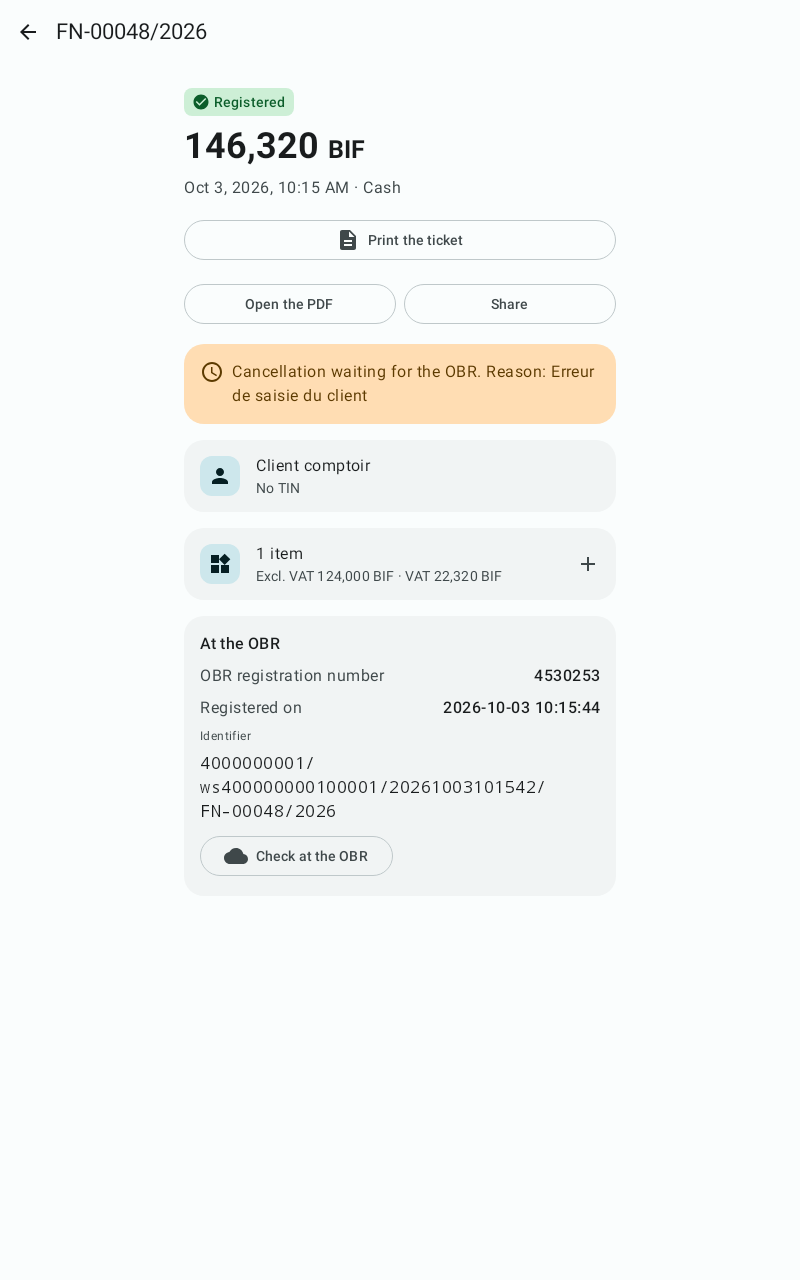 FN-00048/2026
Registered
146,320 BIF
Oct 3, 2026, 10:15 AM · Cash
Print the ticket
Open the PDF
Share
Cancellation waiting for the OBR. Reason: Erreur
de saisie du client
Client comptoir
No TIN
1 item
Excl. VAT 124,000 BIF · VAT 22,320 BIF
At the OBR
OBR registration number 4530253
Registered on 2026-10-03 10:15:44
Identifier
4000000001/
ws400000000100001/20261003101542/
FN-00048/2026
Check at the OBR